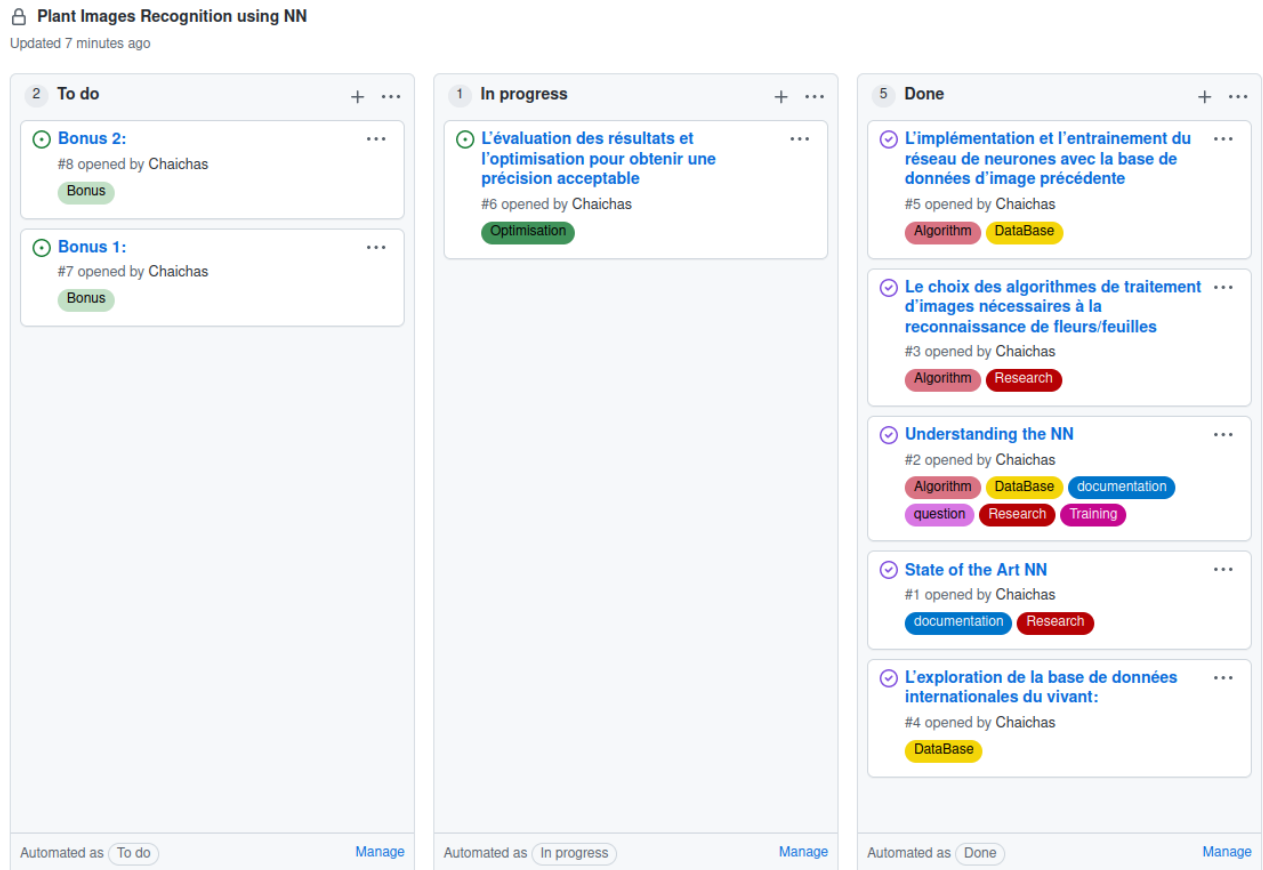 Plant Images Recognition using NN
Updated 7 minutes ago
2 To do
Bonus 2:
#8 opened by Chaichas
Bonus
Bonus 1:
#7 opened by Chaichas
Bonus
Automated as To do Manage
1 In progress
L'évaluation des résultats et
l'optimisation pour obtenir une
précision acceptable
#6 opened by Chaichas
Optimisation
Automated as In progress Manage
5 Done
L'implémentation et l'entrainement du
réseau de neurones avec la base de
données d'image précédente
#5 opened by Chaichas
Algorithm DataBase
Le choix des algorithmes de traitement
d'images nécessaires à la
reconnaissance de fleurs/feuilles
#3 opened by Chaichas
Algorithm Research
Understanding the NN
#2 opened by Chaichas
Algorithm DataBase documentation
question Research Training
State of the Art NN
#1 opened by Chaichas
documentation Research
L'exploration de la base de données
internationales du vivant:
#4 opened by Chaichas
DataBase
Automated as Done Manage